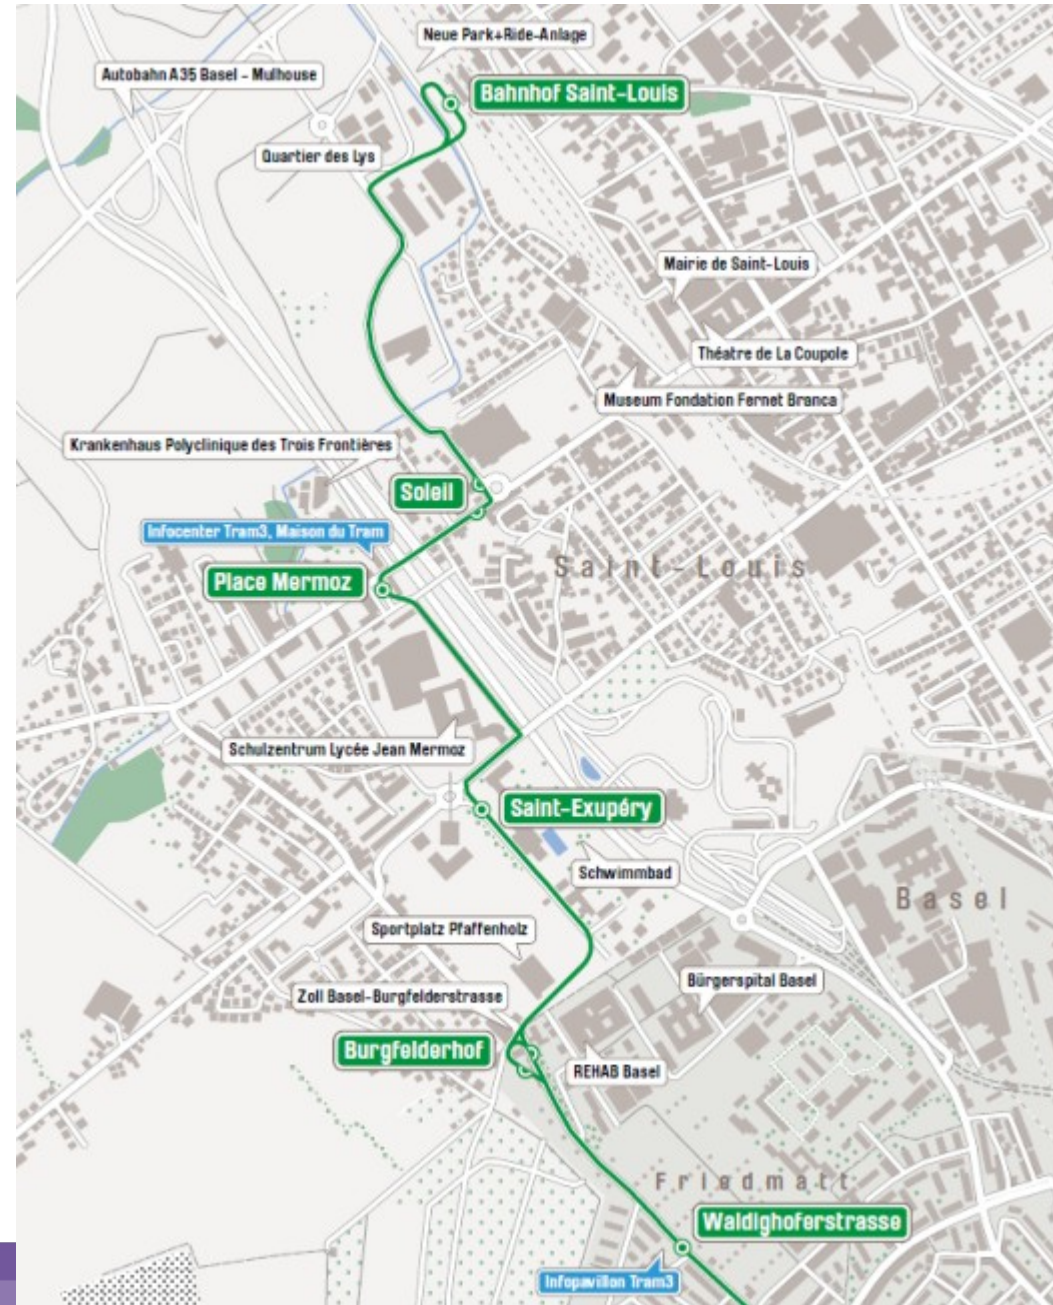 Neue Park+Ride-Anlage
Autobahn A35 Basel - Mulhouse
Bahnhof Saint-Louis
Quartier des Lys
Mairie de Saint-Louis
Théatre de La Coupole
Museum Fondation Fernet Branca
Krankenhaus Polyclinique des Trois Frontières
Soleil
Infocenter Tram3, Maison du Tram
Saint-Louis
Place Mermoz
Schulzentrum Lycée Jean Mermoz
Saint-Exupéry
Schwimmbad
Basel
Sportplatz Pfaffenholz
Bürgerspital Basel
Zoll Basel-Burgfelderstrasse
Burgfelderhof
REHAB Basel
Friedmatt
Waldighoferstrasse
Infopavillon Tram3